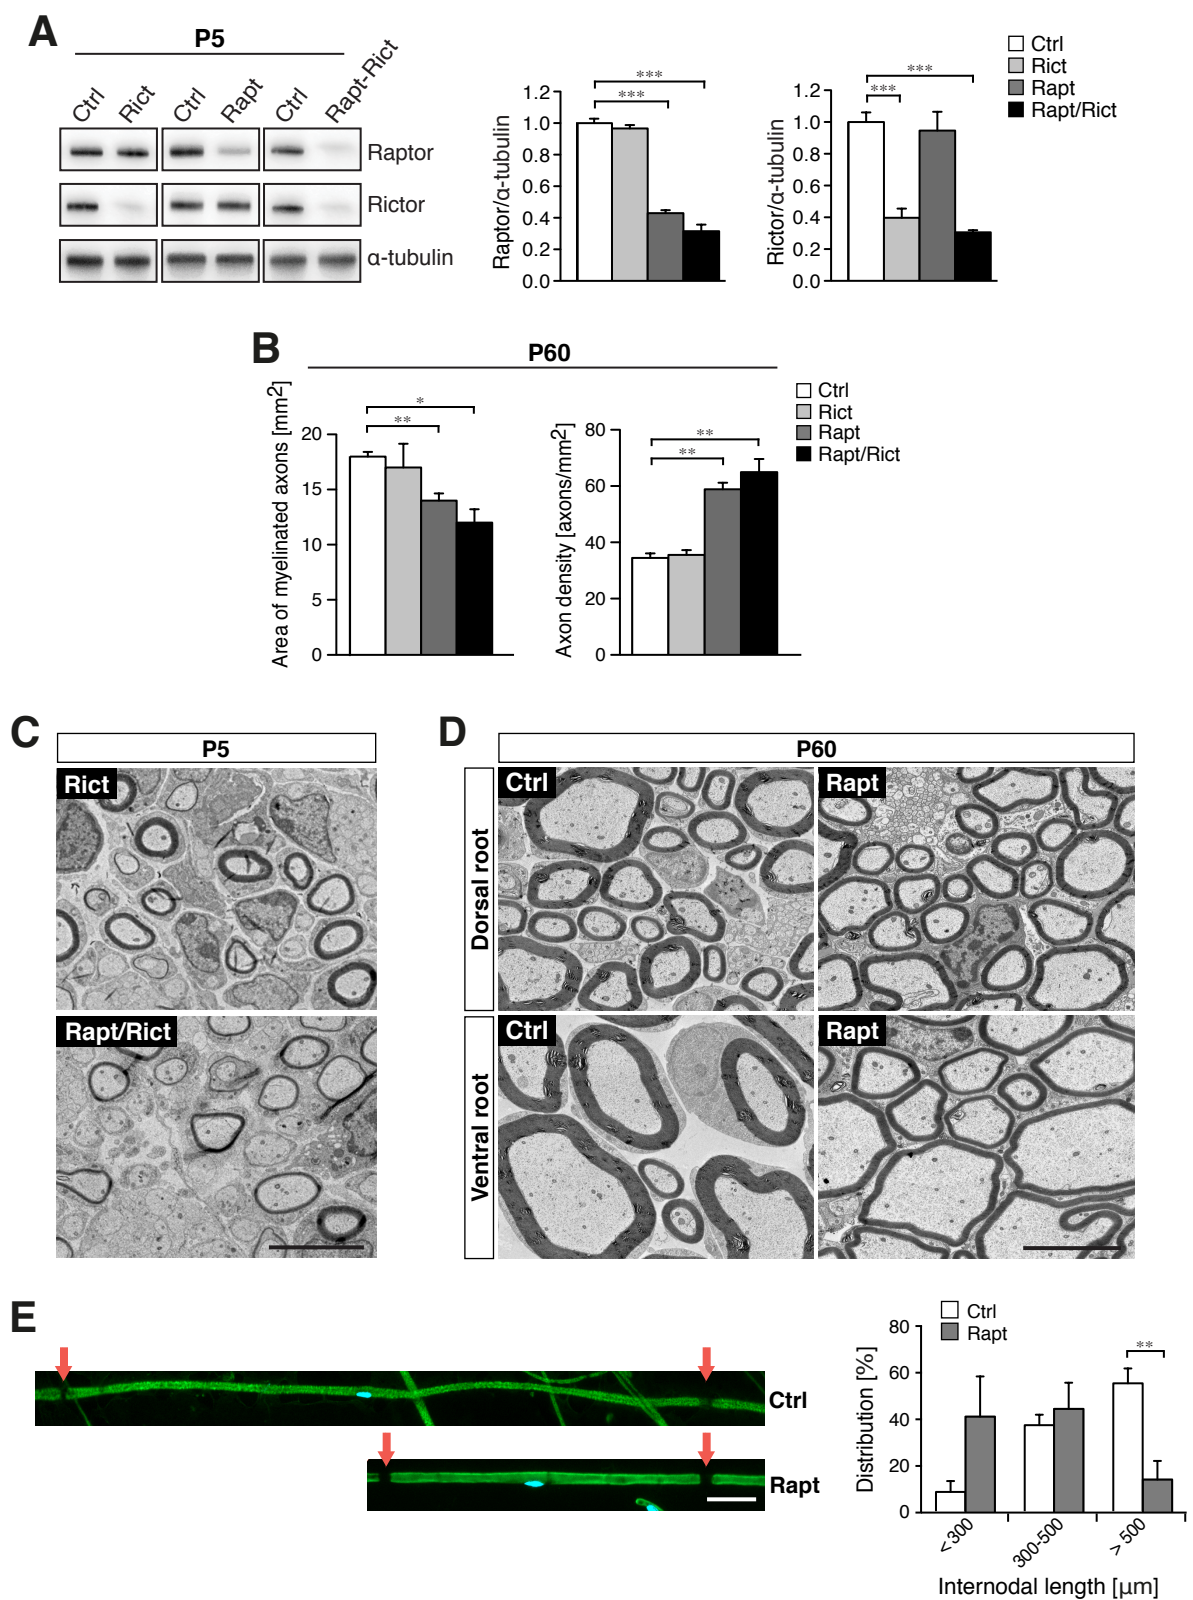 A
P5
Ctrl Rict Ctrl Rapt Ctrl Rapt-Rict
Raptor
Rictor
α-tubulin
Raptor/α-tubulin
1.2
1.0
0.8
0.6
0.4
0.2
0.0
***
***
Rictor/α-tubulin
1.2
1.0
0.8
0.6
0.4
0.2
0.0
***
***
Ctrl
Rict
Rapt
Rapt/Rict
B
P60
Area of myelinated axons [mm2]
20
15
10
5
0
*
**
Axon density [axons/mm2]
80
60
40
20
0
**
**
Ctrl
Rict
Rapt
Rapt/Rict
C
P5
Rict
Rapt/Rict
D
P60
Dorsal root
Ctrl
Rapt
Ventral root
Ctrl
Rapt
E
Ctrl
Rapt
Ctrl
Rapt
Distribution [%]
80
60
40
20
0
**
<300
300-500
> 500
Internodal length [µm]